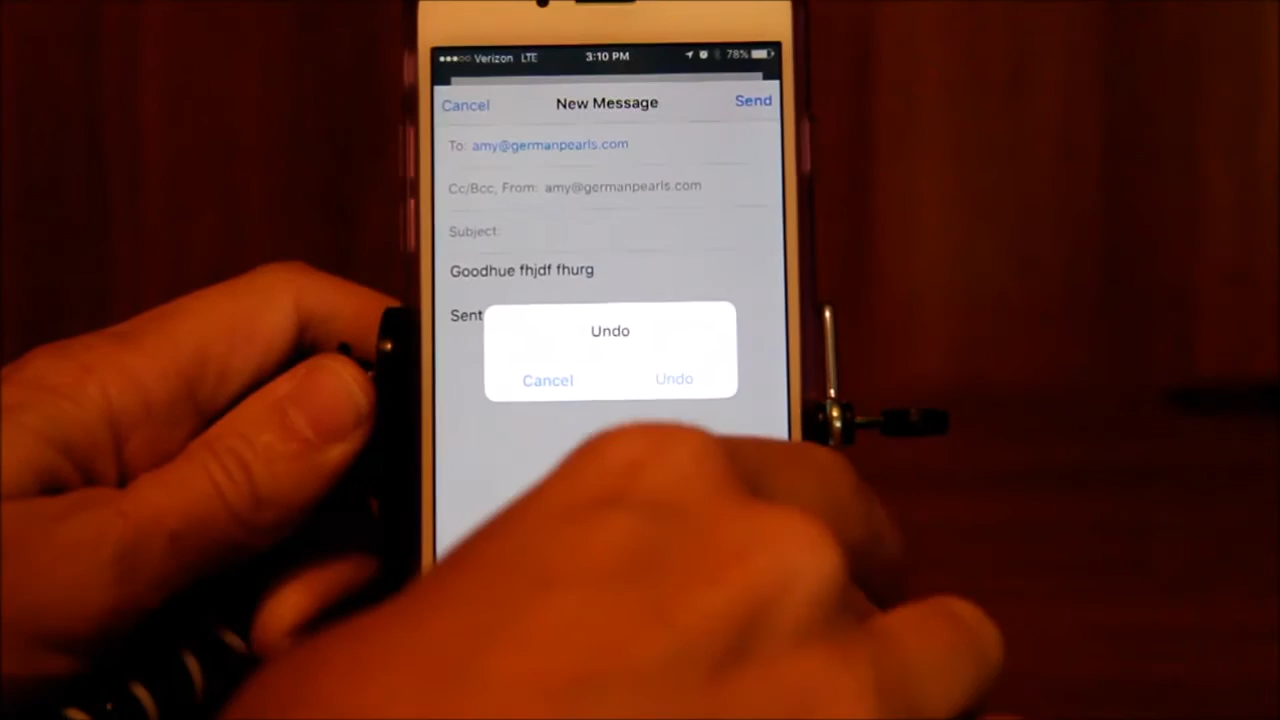 Verizon LTE 3:10 PM 78%
Cancel New Message Send
To: amy@germanpearls.com
Cc/Bcc, From: amy@germanpearls.com
Subject:
Goodhue fhjdf fhurg
Sent
Undo
Cancel Undo